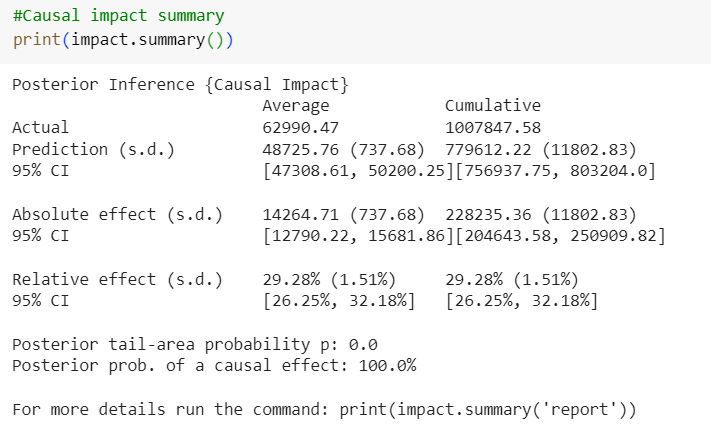 #Causal impact summary
print(impact.summary())
Posterior Inference {Causal Impact}
Average Cumulative
Actual 62990.47 1007847.58
Prediction (s.d.) 48725.76 (737.68) 779612.22 (11802.83)
95% CI [47308.61, 50200.25][756937.75, 803204.0]
Absolute effect (s.d.) 14264.71 (737.68) 228235.36 (11802.83)
95% CI [12790.22, 15681.86][204643.58, 250909.82]
Relative effect (s.d.) 29.28% (1.51%) 29.28% (1.51%)
95% CI [26.25%, 32.18%] [26.25%, 32.18%]
Posterior tail-area probability p: 0.0
Posterior prob. of a causal effect: 100.0%
For more details run the command: print(impact.summary('report'))